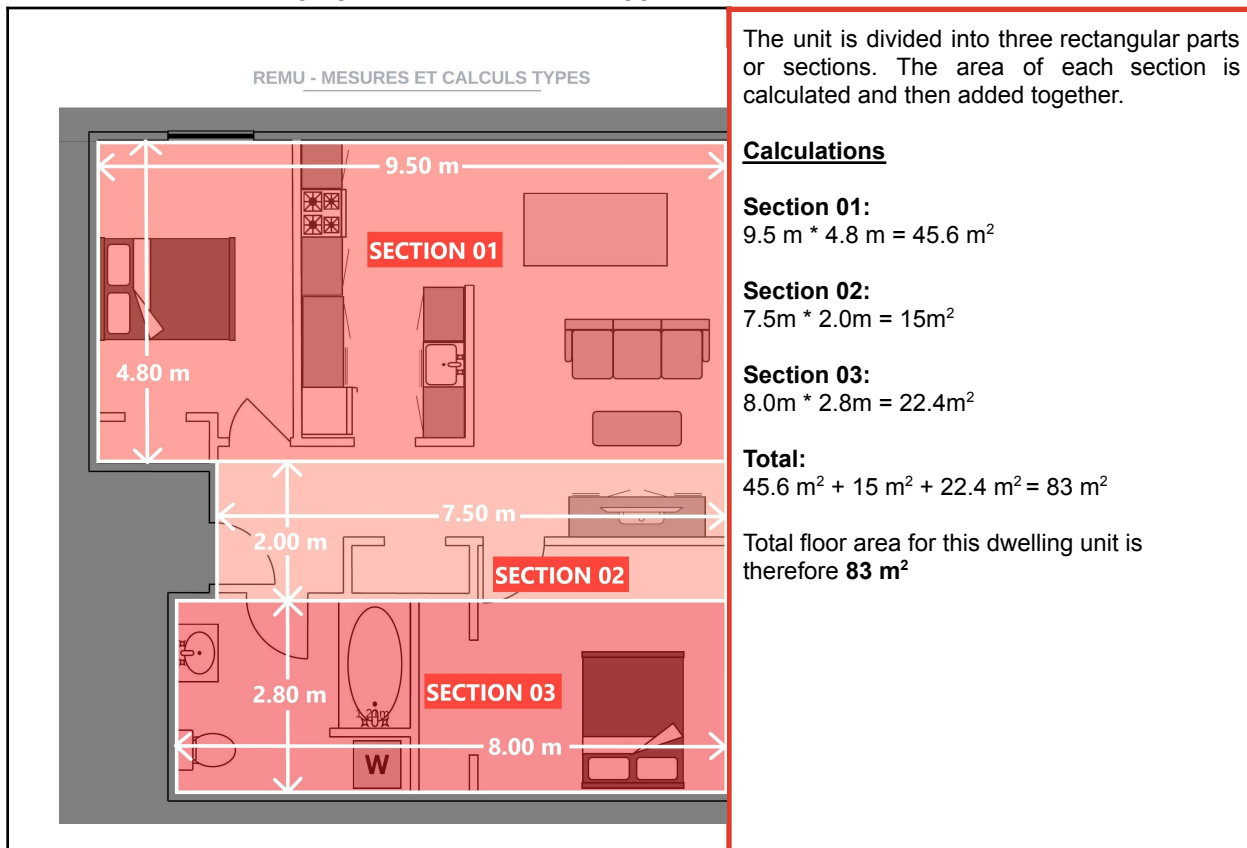 REMU - MESURES ET CALCULS TYPES
9.50 m
SECTION 01
4.80 m
7.50 m
2.00 m
SECTION 02
2.80 m
SECTION 03
1.20m
8.00 m
W
The unit is divided into three rectangular parts
or sections. The area of each section is
calculated and then added together.
Calculations
Section 01:
9.5 m * 4.8 m = 45.6 m²
Section 02:
7.5m * 2.0m = 15m²
Section 03:
8.0m * 2.8m = 22.4m²
Total:
45.6 m² + 15 m² + 22.4 m² = 83 m²
Total floor area for this dwelling unit is
therefore 83 m²